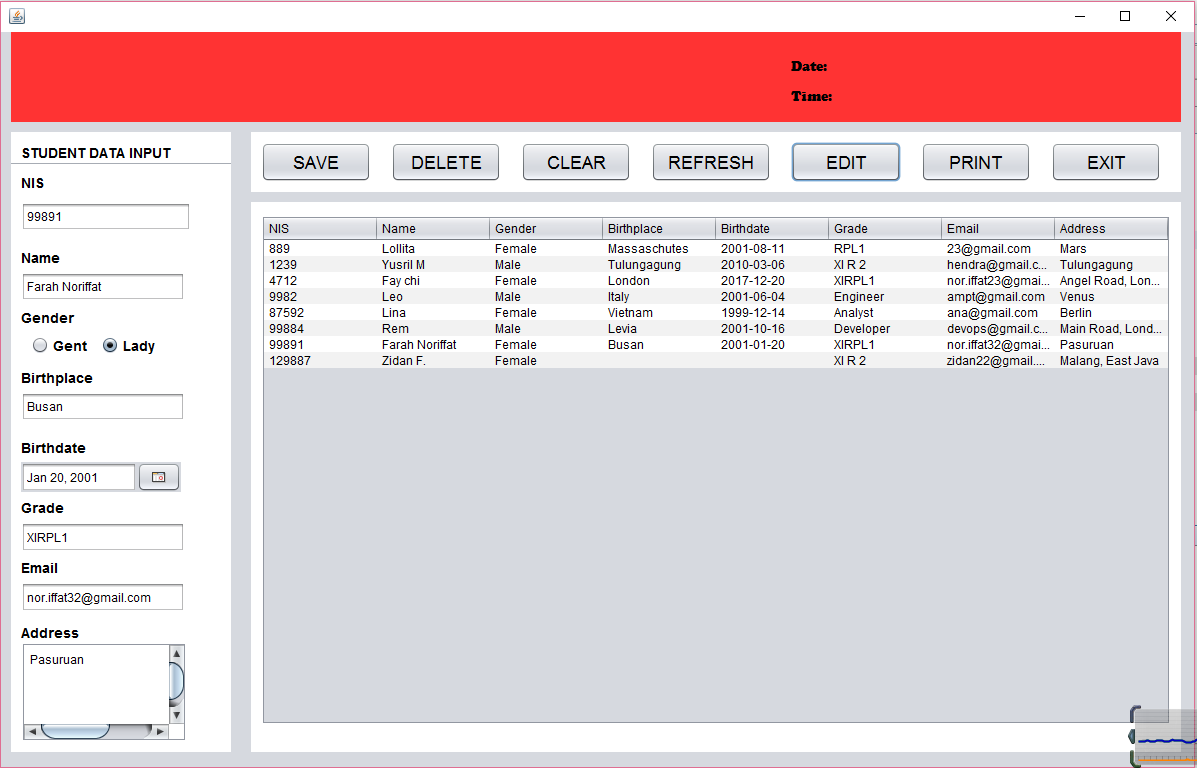 Date:
Time:
STUDENT DATA INPUT
NIS
99891
Name
Farah Noriffat
Gender
Gent Lady
Birthplace
Busan
Birthdate
Jan 20, 2001
Grade
XIRPL1
Email
nor.iffat32@gmail.com
Address
Pasuruan
SAVE DELETE CLEAR REFRESH EDIT PRINT EXIT
NIS Name Gender Birthplace Birthdate Grade Email Address
889 Lollita Female Massaschutes 2001-08-11 RPL1 23@gmail.com Mars
1239 Yusril M Male Tulungagung 2010-03-06 XI R 2 hendra@gmail.c... Tulungagung
4712 Fay chi Female London 2017-12-20 XIRPL1 nor.iffat23@gmai... Angel Road, Lon...
9982 Leo Male Italy 2001-06-04 Engineer ampt@gmail.com Venus
87592 Lina Female Vietnam 1999-12-14 Analyst ana@gmail.com Berlin
99884 Rem Male Levia 2001-10-16 Developer devops@gmail.c... Main Road, Lond...
99891 Farah Noriffat Female Busan 2001-01-20 XIRPL1 nor.iffat32@gmai... Pasuruan
129887 Zidan F. Female XI R 2 zidan22@gmail.... Malang, East Java